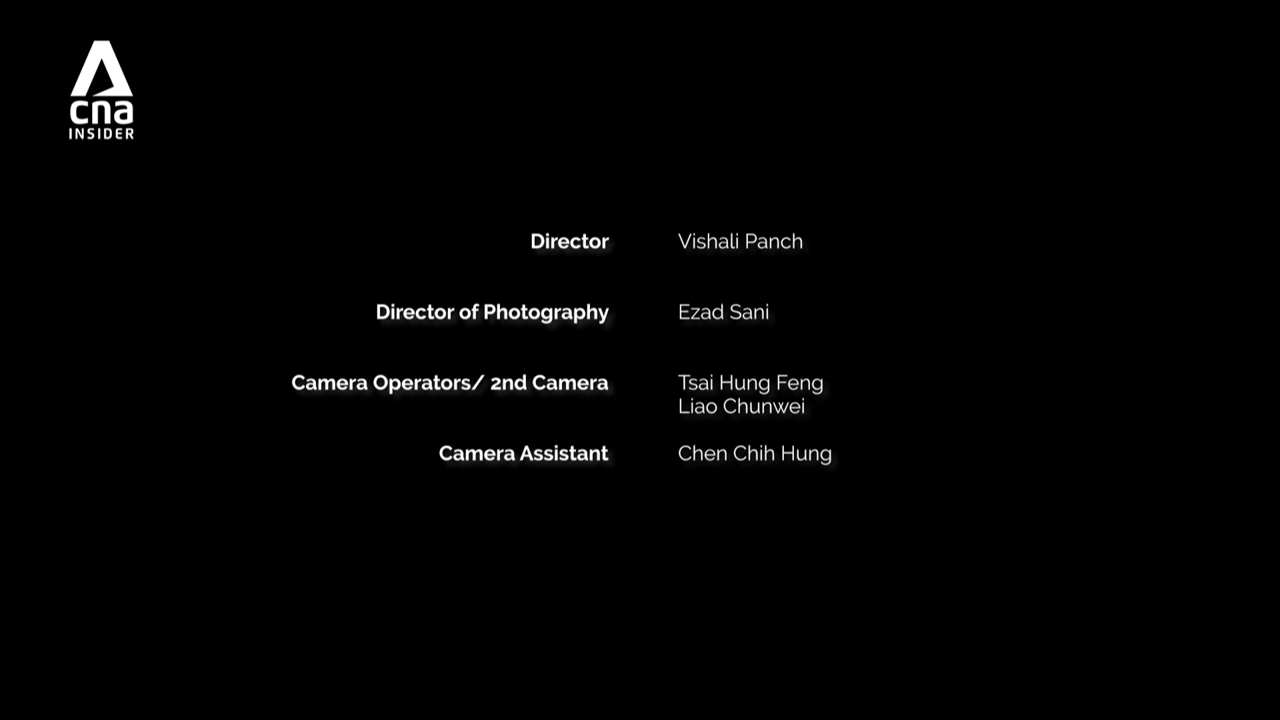 cna
INSIDER
Director Vishali Panch
Director of Photography Ezad Sani
Camera Operators/ 2nd Camera Tsai Hung Feng
Liao Chunwei
Camera Assistant Chen Chih Hung